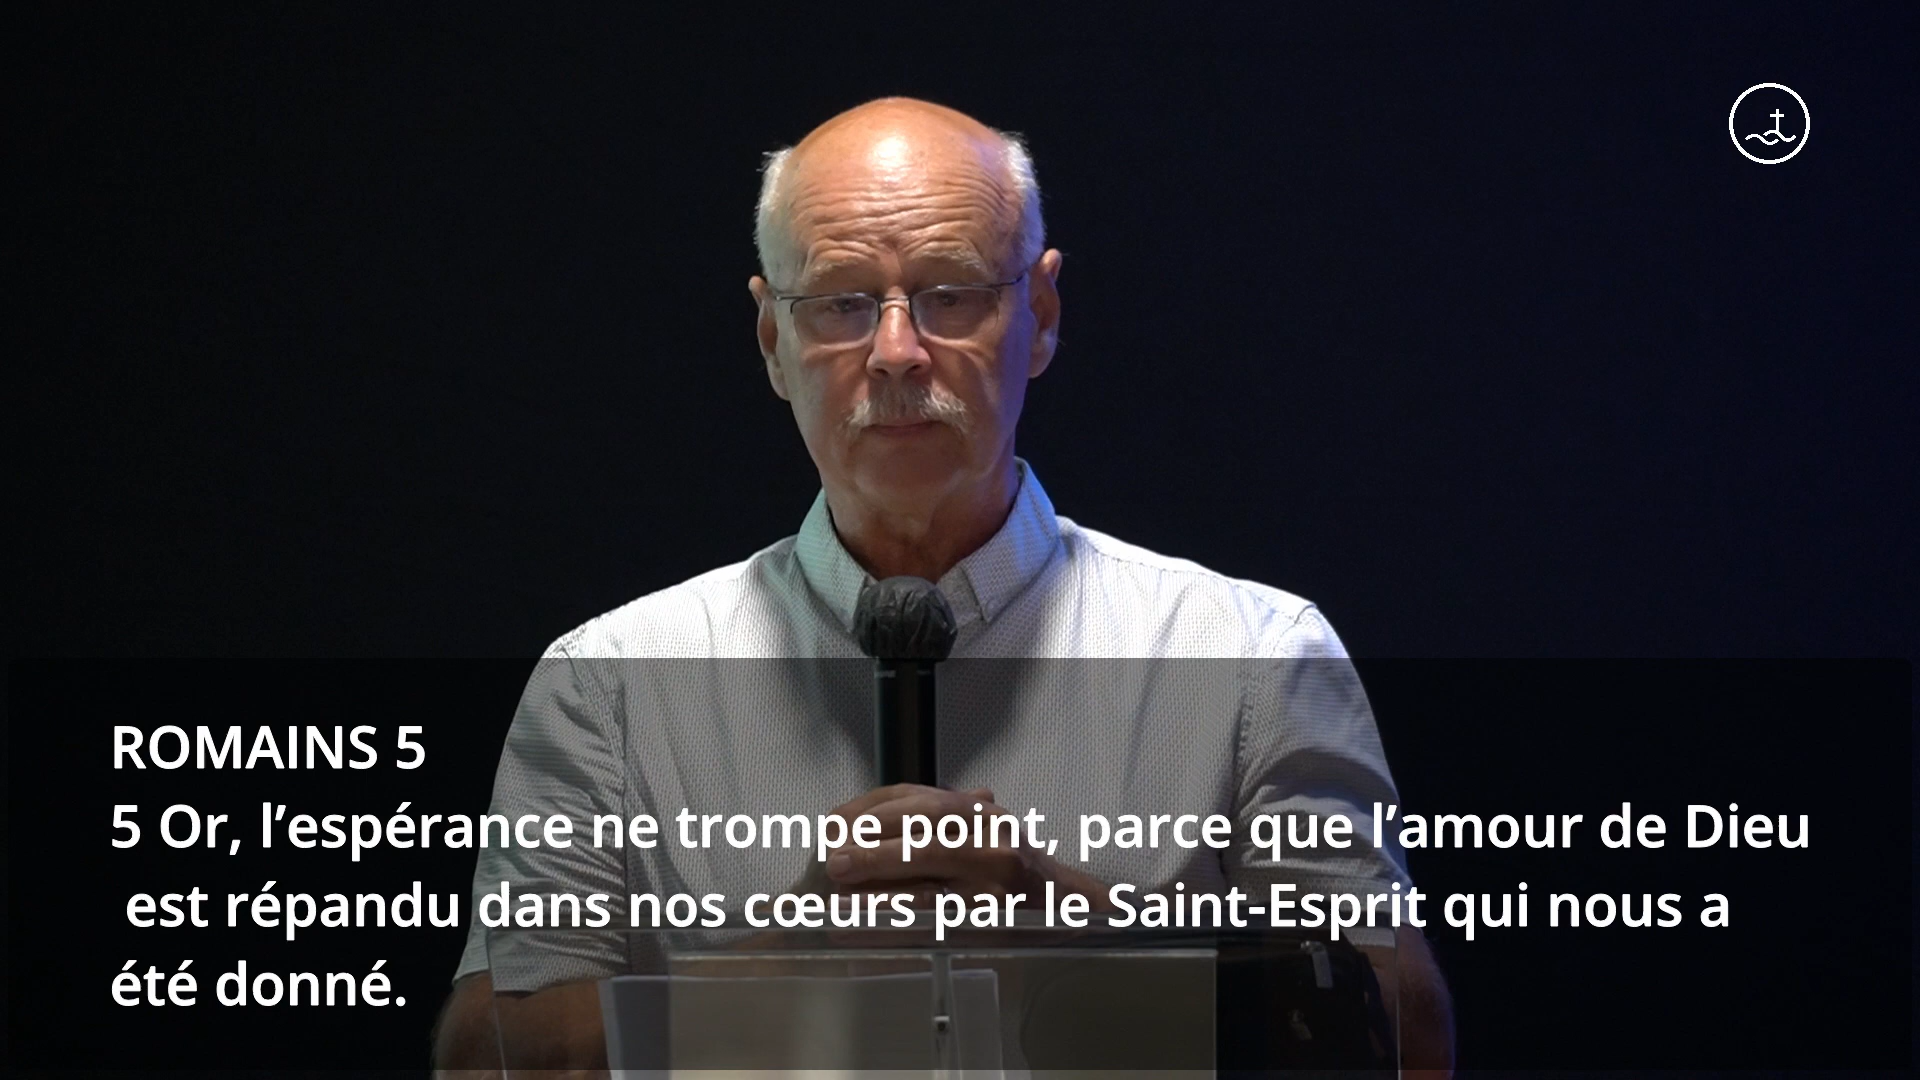 ROMAINS 5
5 Or, l’espérance ne trompe point, parce que l’amour de Dieu
est répandu dans nos cœurs par le Saint-Esprit qui nous a
été donné.